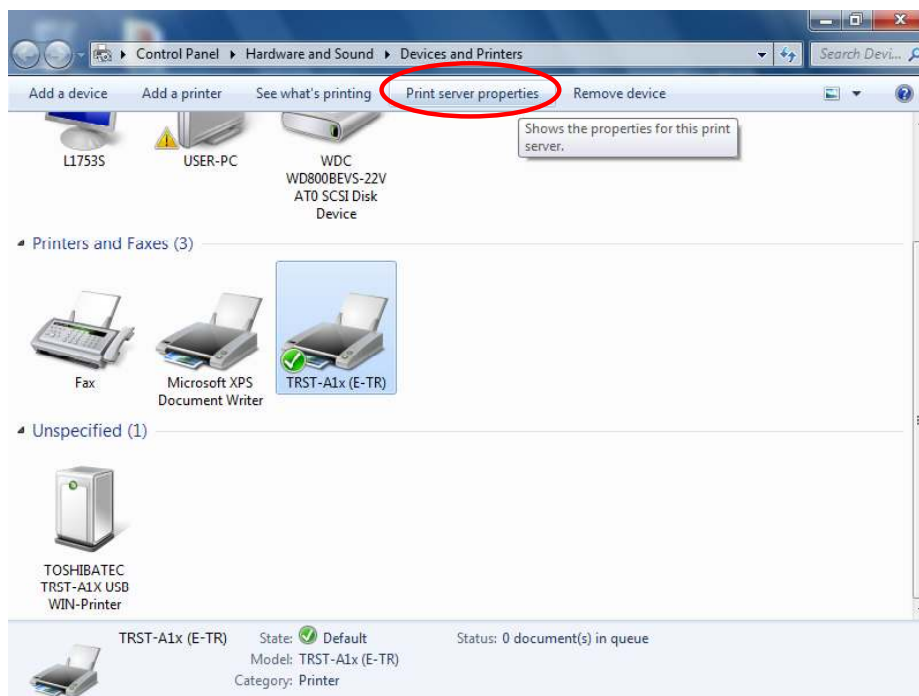 Control Panel Hardware and Sound Devices and Printers Search Devi...
Add a device Add a printer See what's printing Print server properties Remove device
Shows the properties for this print
server.
L1753S
USER-PC
WDC
WD800BEVS-22V
AT0 SCSI Disk
Device
Printers and Faxes (3)
Fax
Microsoft XPS
Document Writer
TRST-A1x (E-TR)
Unspecified (1)
TOSHIBATEC
TRST-A1X USB
WIN-Printer
TRST-A1x (E-TR) State: Default Status: 0 document(s) in queue
Model: TRST-A1x (E-TR)
Category: Printer